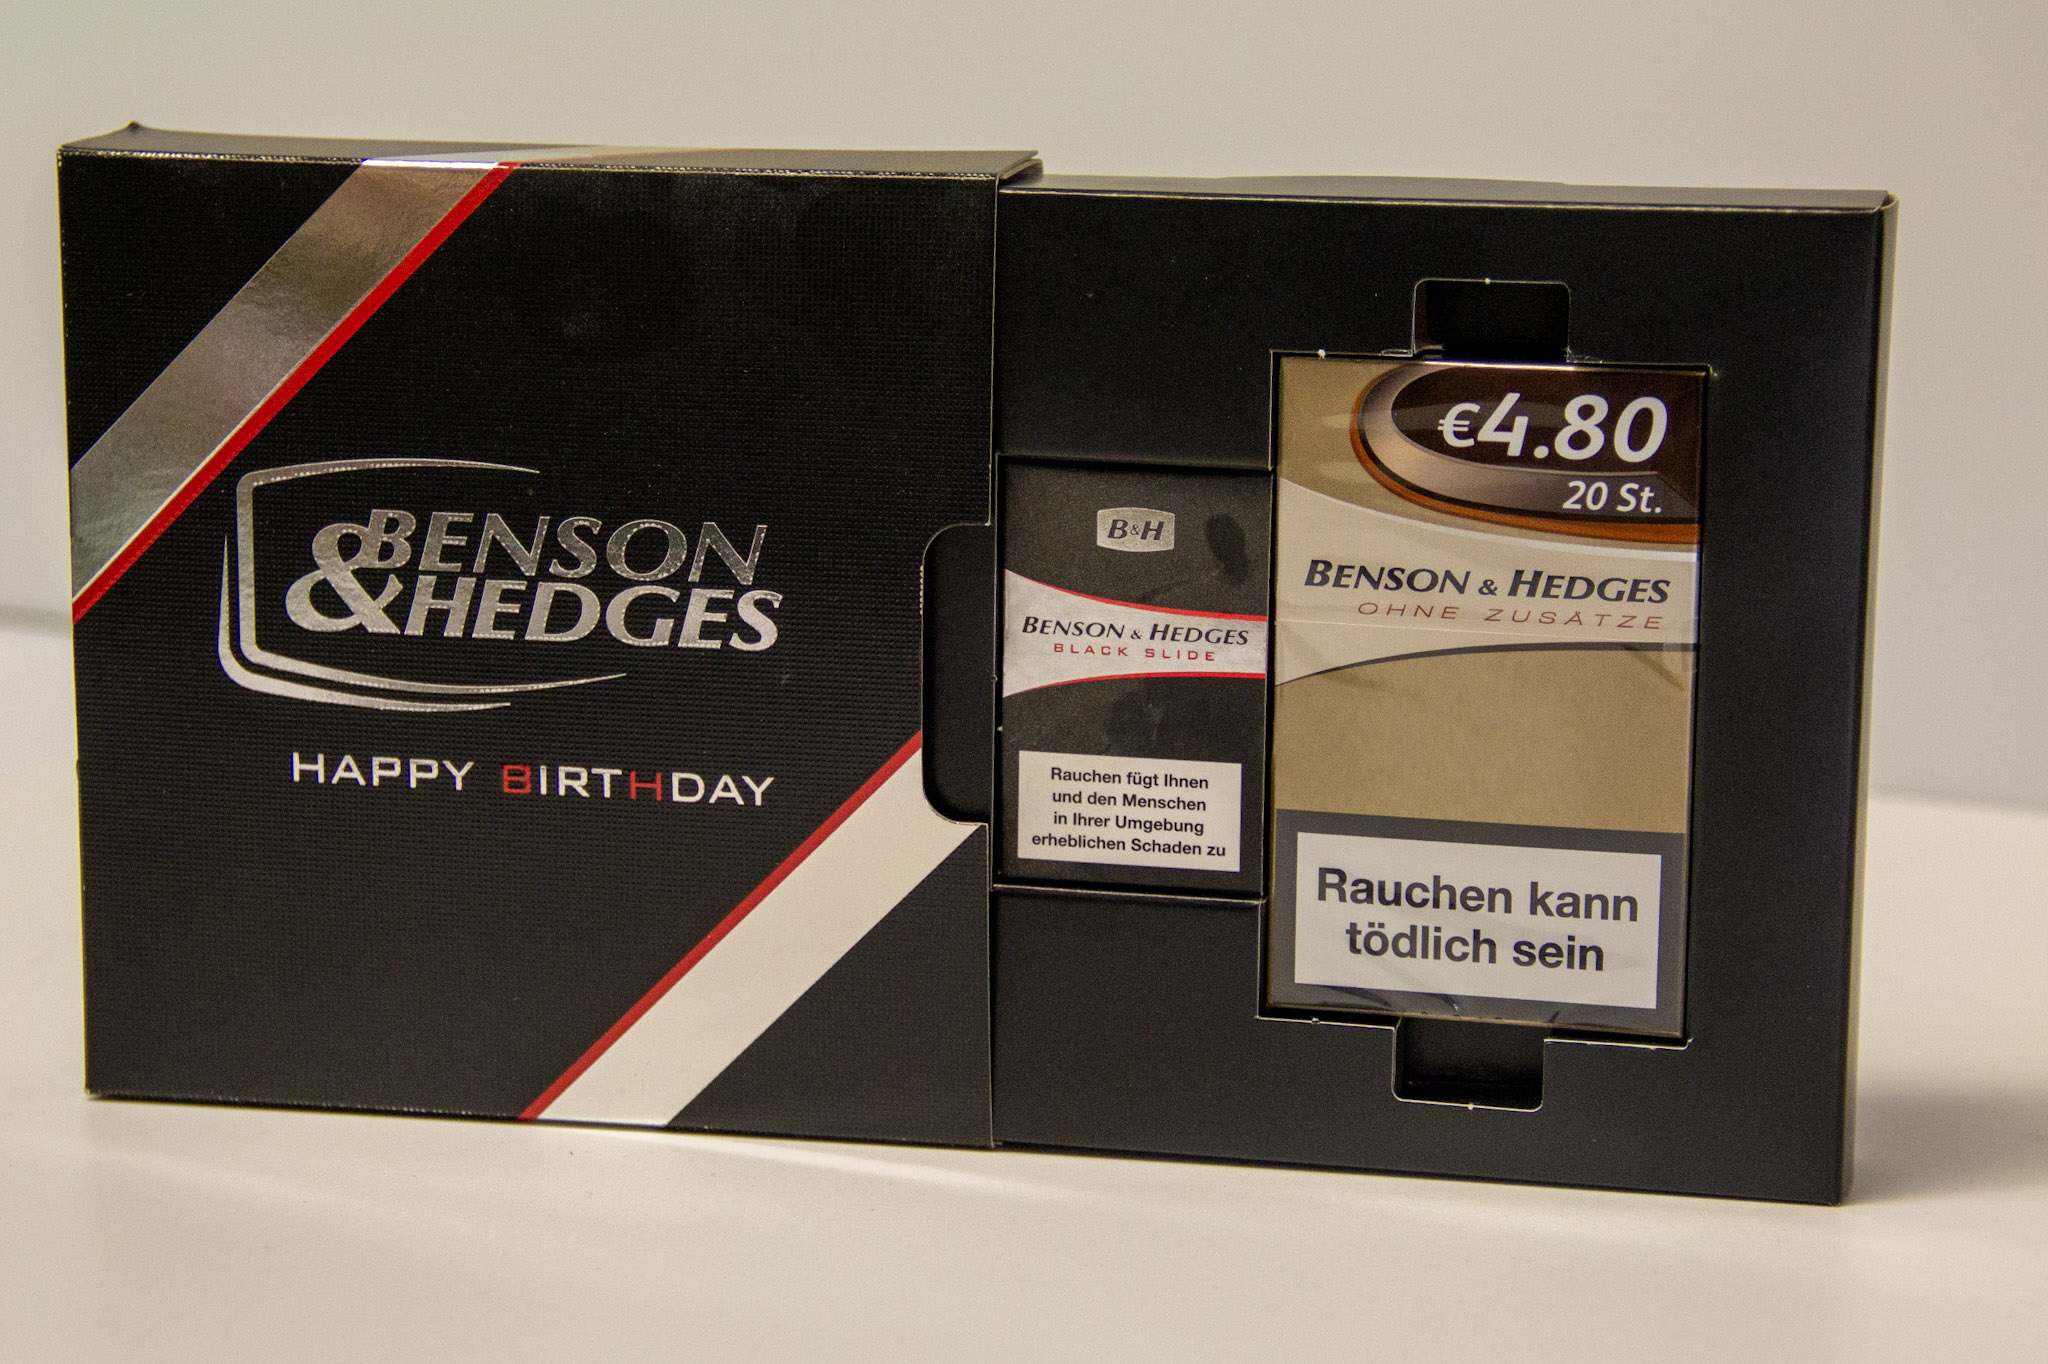 BENSON
&HEDGES
HAPPY BIRTHDAY
B&H
BENSON & HEDGES
BLACK SLIDE
Rauchen fügt Ihnen
und den Menschen
in Ihrer Umgebung
erheblichen Schaden zu
€4.80
20 St.
BENSON & HEDGES
OHNE ZUSÄTZE
Rauchen kann
tödlich sein